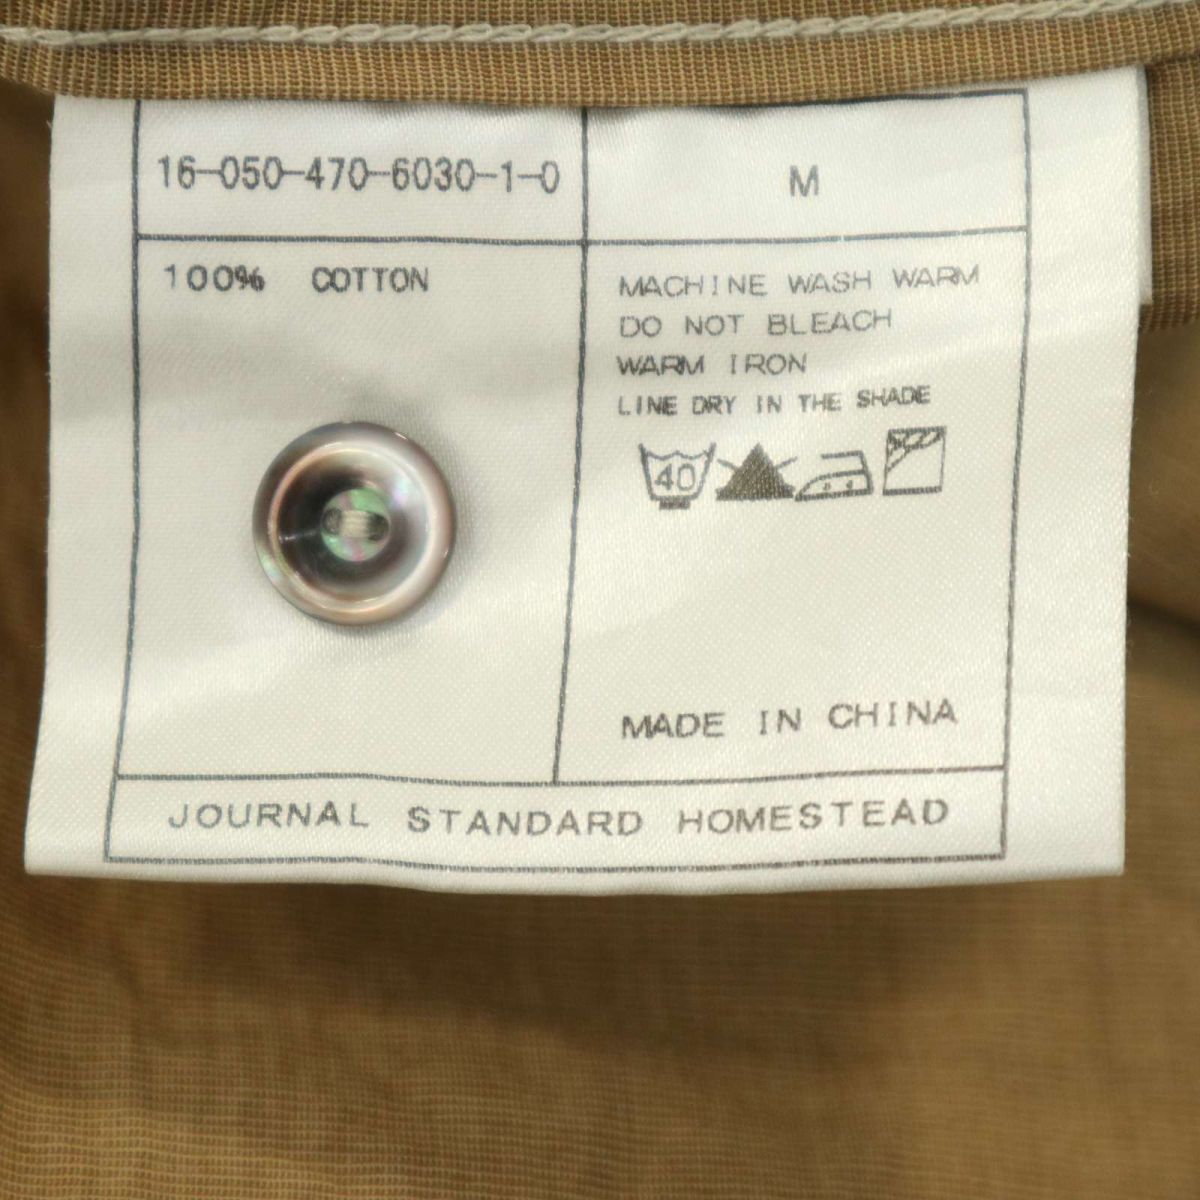 16-050-470-6030-1-0
M
100% COTTON
MACHINE WASH WARM
DO NOT BLEACH
WARM IRON
LINE DRY IN THE SHADE
40
MADE IN CHINA
JOURNAL STANDARD HOMESTEAD